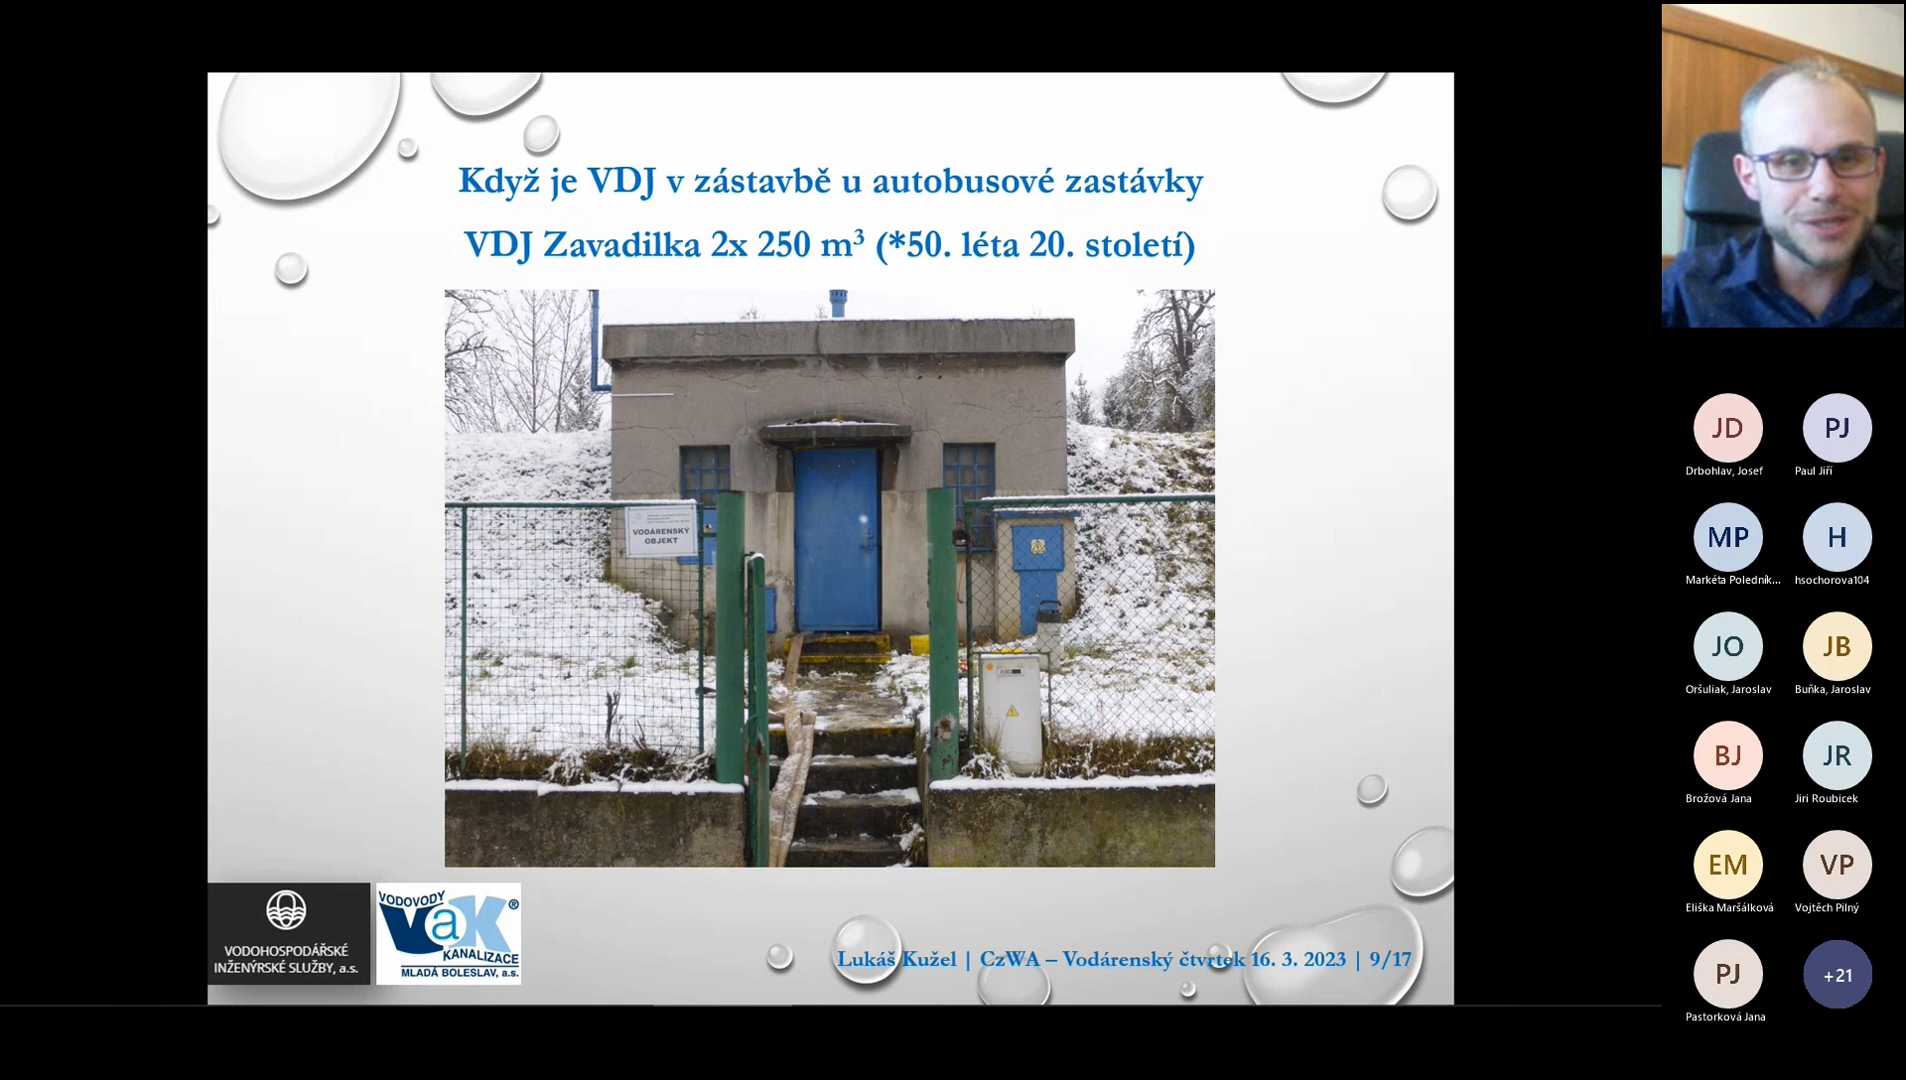 Když je VDJ v zástavbě u autobusové zastávky
VDJ Zavadilka 2x 250 m³ (*50. léta 20. století)
VODÁRENSKÝ
OBJEKT
VODOHOSPODÁŘSKÉ
INŽENÝRSKÉ SLUŽBY, a.s.
VODOVODY
VaK®
KANALIZACE
MLADÁ BOLESLAV, a.s.
Lukáš Kužel | CzWA – Vodárenský čtvrtek 16. 3. 2023 | 9/17
JD
Drbohlav, Josef
PJ
Paul Jiří
MP
Markéta Poledník...
H
hsochorova104
JO
Oršuliak, Jaroslav
JB
Buňka, Jaroslav
BJ
Brožová Jana
JR
Jiri Roubicek
EM
Eliška Maršálková
VP
Vojtěch Pilný
PJ
Pastorková Jana
+21